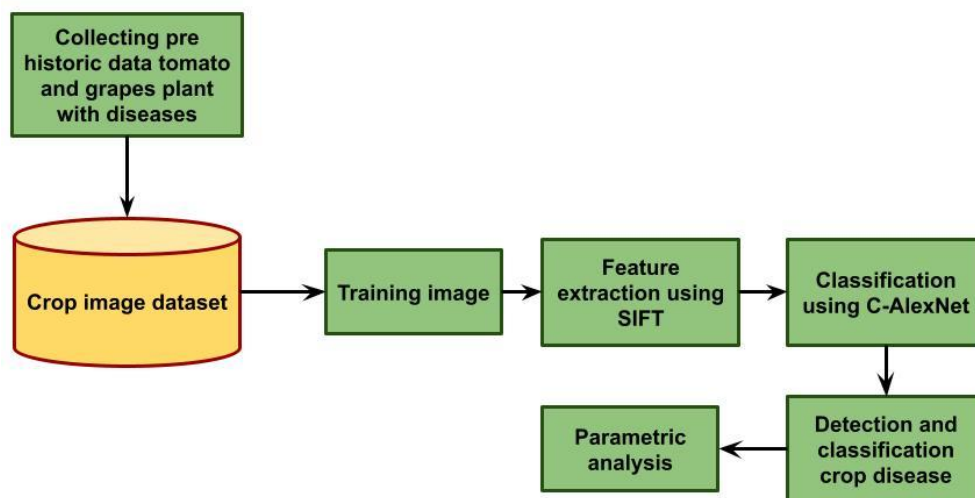 Collecting pre
historic data tomato
and grapes plant
with diseases
Crop image dataset
Training image
Feature
extraction using
SIFT
Classification
using C-AlexNet
Detection and
classification
crop disease
Parametric
analysis